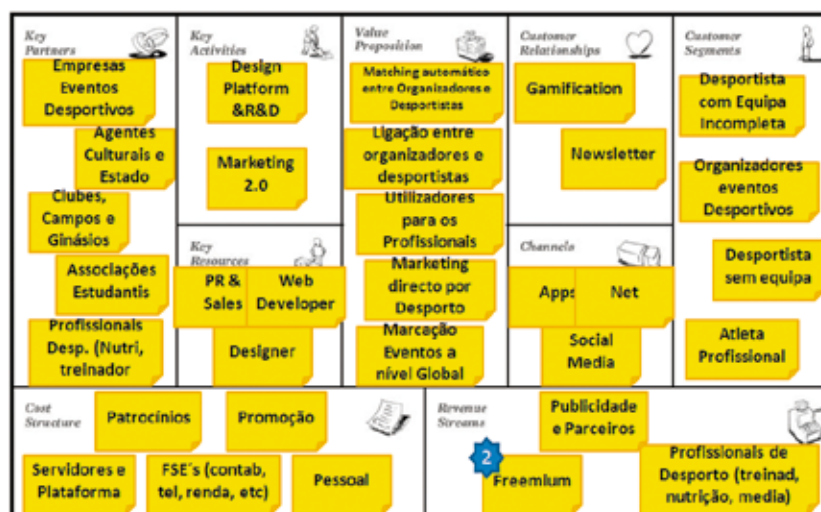 Key
Partners
Empresas
Eventos
Desportivos
Agentes
Culturais e
Estado
Clubes,
Campos e
Ginásios
Associações
Estudantis
Profissionais
Desp. (Nutri,
treinador
Key
Activities
Design
Platform
&R&D
Marketing
2.0
Key
Resources
PR &
Sales
Web
Developer
Designer
Value
Proposition
Matching automático
entre Organizadores e
Desportistas
Ligação entre
organizadores e
desportistas
Utilizadores
para os
Profissionais
Marketing
directo por
Desporto
Marcação
Eventos a
nível Global
Customer
Relationships
Gamification
Newsletter
Channels
Apps
Net
Social
Media
Customer
Segments
Desportista
com Equipa
Incompleta
Organizadores
eventos
Desportivos
Desportista
sem equipa
Atleta
Profissional
Cost
Structure
Patrocínios
Promoção
Servidores e
Plataforma
FSE´s (contab,
tel, renda, etc)
Pessoal
Revenue
Streams
Publicidade
e Parceiros
2
Freemium
Profissionais de
Desporto (treinad,
nutrição, media)